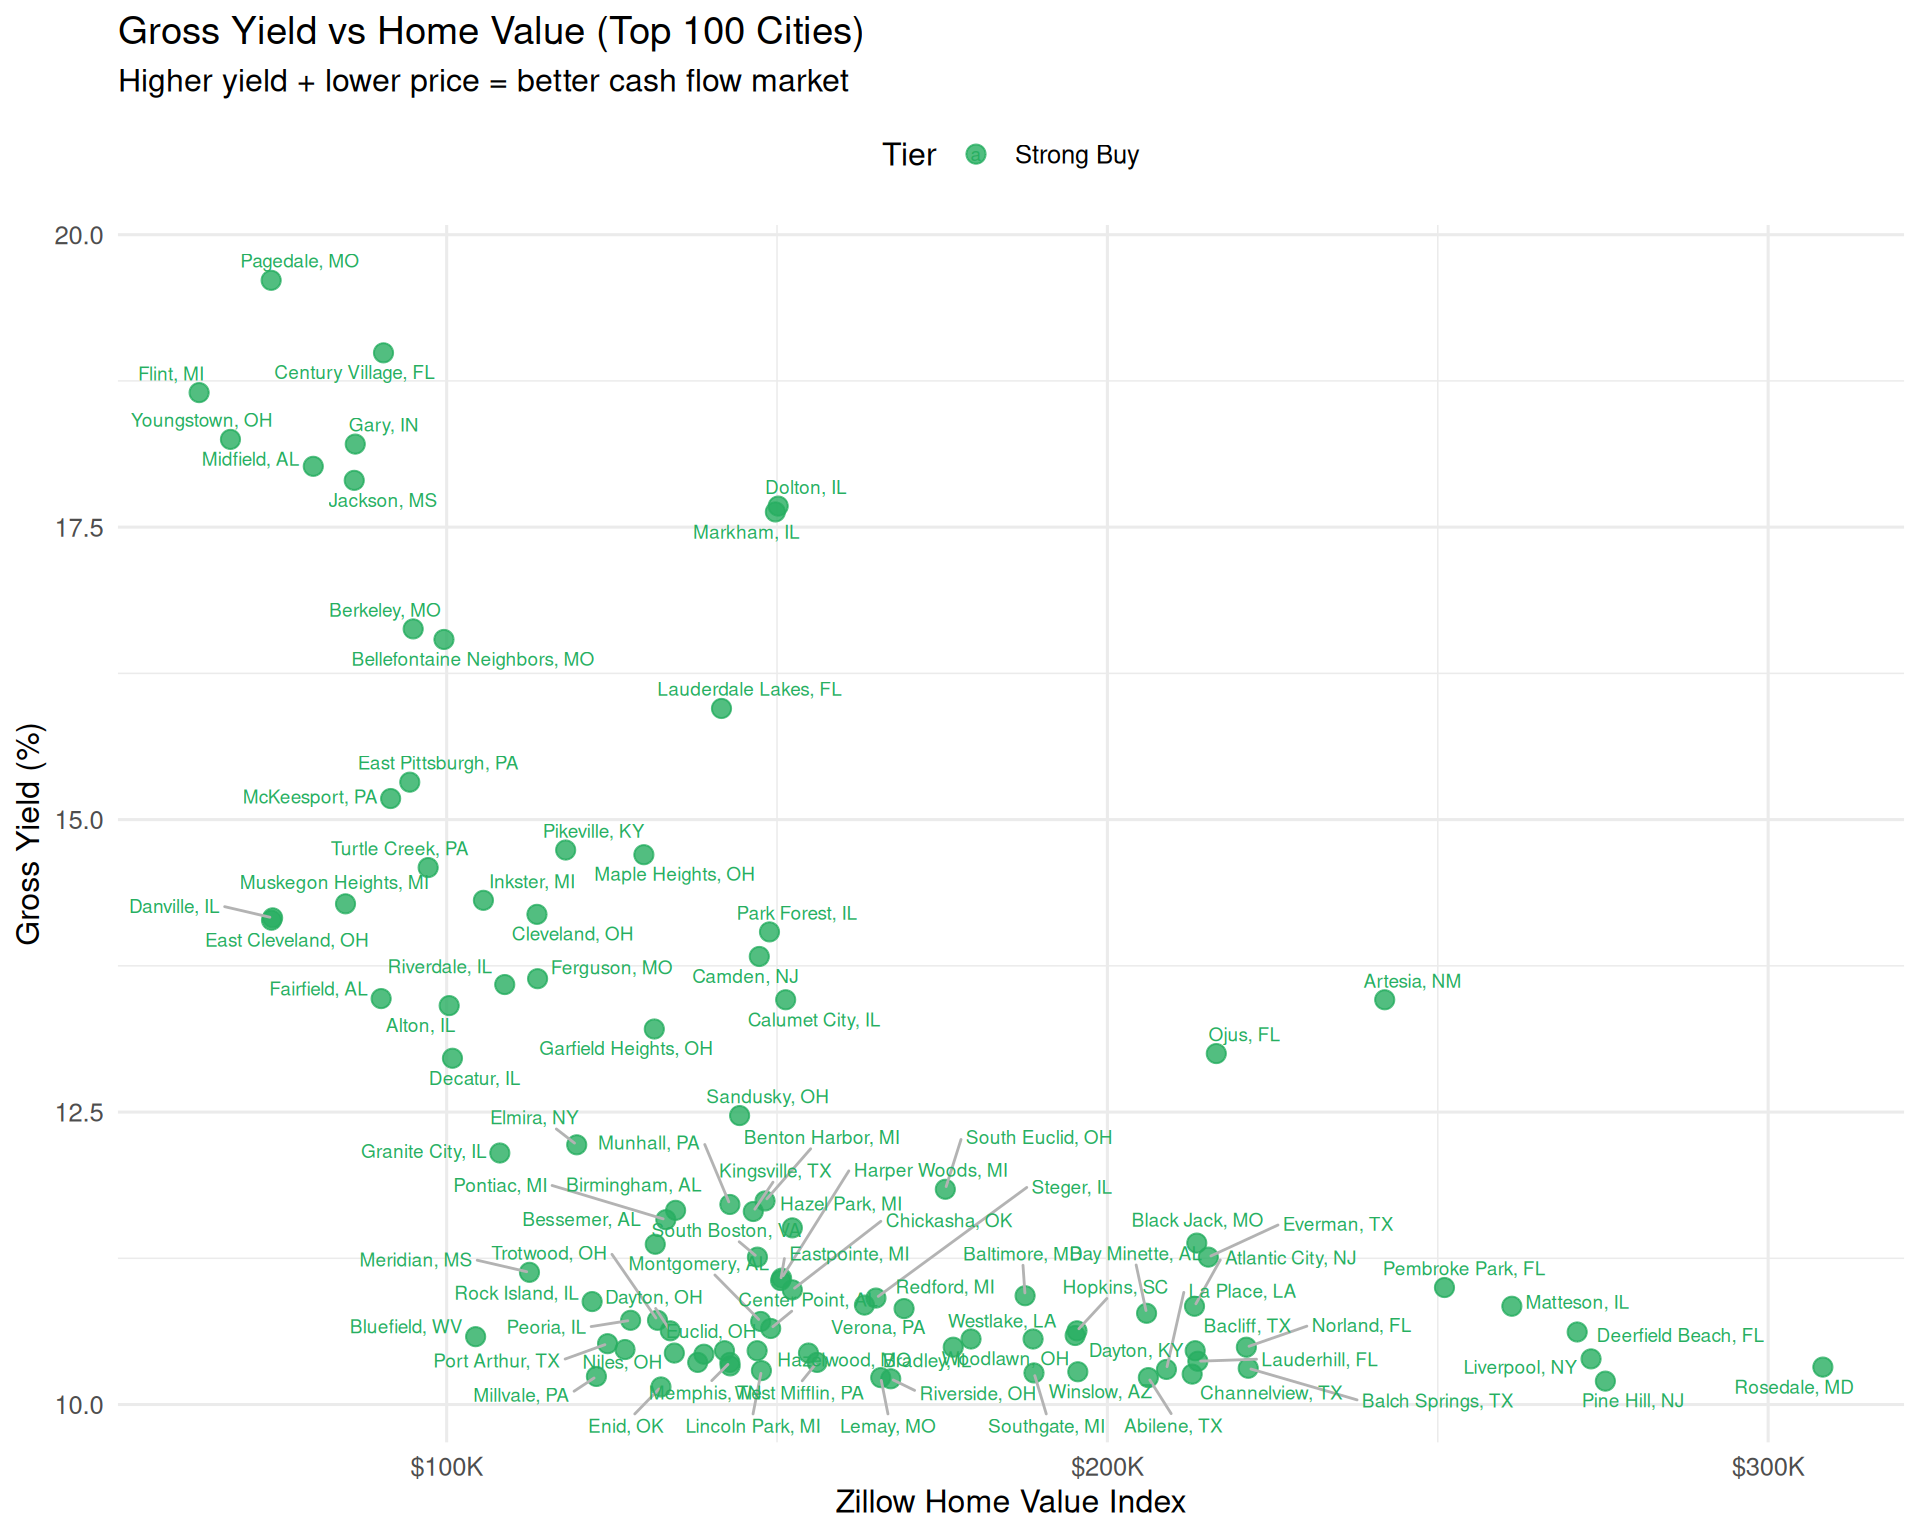 Gross Yield vs Home Value (Top 100 Cities)
Higher yield + lower price = better cash flow market
Tier
a
Strong Buy
20.0
Pagedale, MO
Flint, MI
Century Village, FL
Youngstown, OH
Gary, IN
Midfield, AL
Jackson, MS
Dolton, IL
17.5
Markham, IL
Berkeley, MO
Bellefontaine Neighbors, MO
Lauderdale Lakes, FL
Gross Yield (%)
East Pittsburgh, PA
McKeesport, PA
15.0
Pikeville, KY
Turtle Creek, PA
Maple Heights, OH
Muskegon Heights, MI
Inkster, MI
Danville, IL
Park Forest, IL
East Cleveland, OH
Cleveland, OH
Riverdale, IL
Ferguson, MO
Camden, NJ
Artesia, NM
Fairfield, AL
Calumet City, IL
Alton, IL
Ojus, FL
Garfield Heights, OH
Decatur, IL
Sandusky, OH
12.5
Elmira, NY
Munhall, PA
Benton Harbor, MI
South Euclid, OH
Granite City, IL
Kingsville, TX
Harper Woods, MI
Pontiac, MI
Birmingham, AL
Steger, IL
Hazel Park, MI
Bessemer, AL
Chickasha, OK
Black Jack, MO
Everman, TX
South Boston, VA
Trotwood, OH
Eastpointe, MI
Baltimore, MD
Bay Minette, AL
Atlantic City, NJ
Meridian, MS
Montgomery, AL
Pembroke Park, FL
Rock Island, IL
Dayton, OH
Redford, MI
Hopkins, SC
La Place, LA
Center Point, AL
Matteson, IL
Bluefield, WV
Peoria, IL
Euclid, OH
Verona, PA
Westlake, LA
Bacliff, TX
Norland, FL
Deerfield Beach, FL
Port Arthur, TX
Niles, OH
Hazelwood, MO
Bradley, IL
Woodlawn, OH
Dayton, KY
Lauderhill, FL
Liverpool, NY
Millvale, PA
Memphis, TN
West Mifflin, PA
Riverside, OH
Winslow, AZ
Channelview, TX
Balch Springs, TX
Pine Hill, NJ
Rosedale, MD
10.0
Enid, OK
Lincoln Park, MI
Lemay, MO
Southgate, MI
Abilene, TX
$100K
$200K
$300K
Zillow Home Value Index